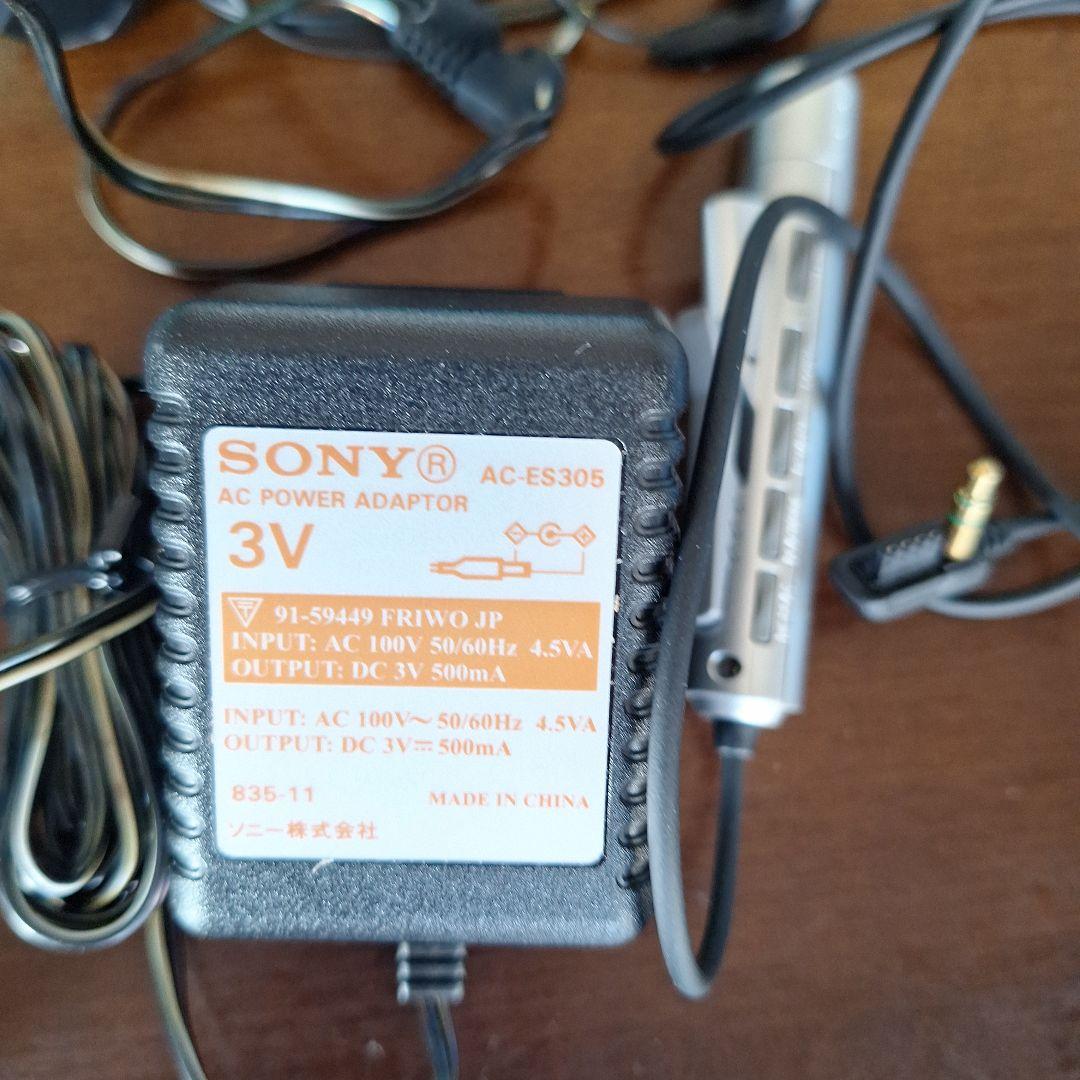 SONY® AC-ES305
AC POWER ADAPTOR
3V
91-59449 FRIWO JP
INPUT: AC 100V 50/60Hz 4.5VA
OUTPUT: DC 3V 500mA
INPUT: AC 100V～50/60Hz 4.5VA
OUTPUT: DC 3V⎓500mA
835-11 MADE IN CHINA
ソニー株式会社